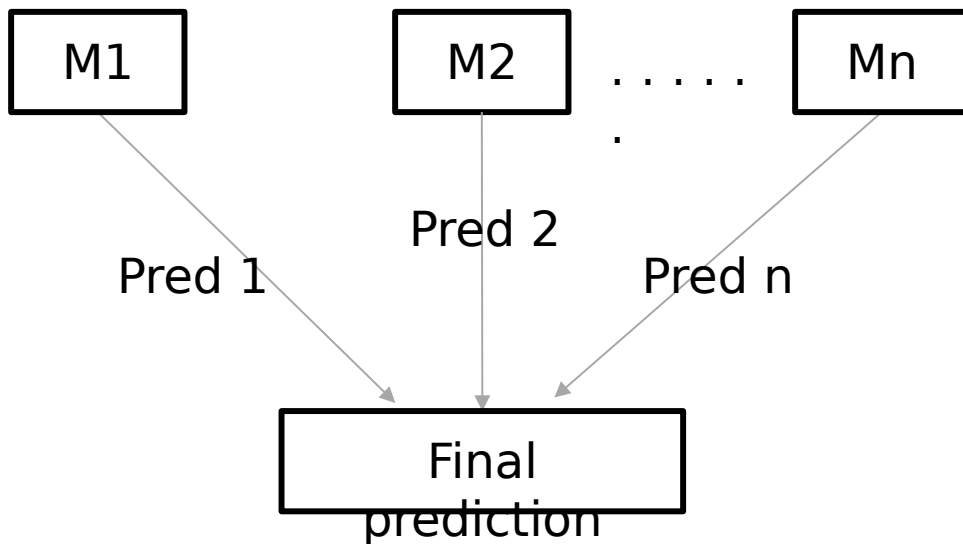 M1
M2
. . . . .
.
Mn
Pred 1
Pred 2
Pred n
Final
prediction